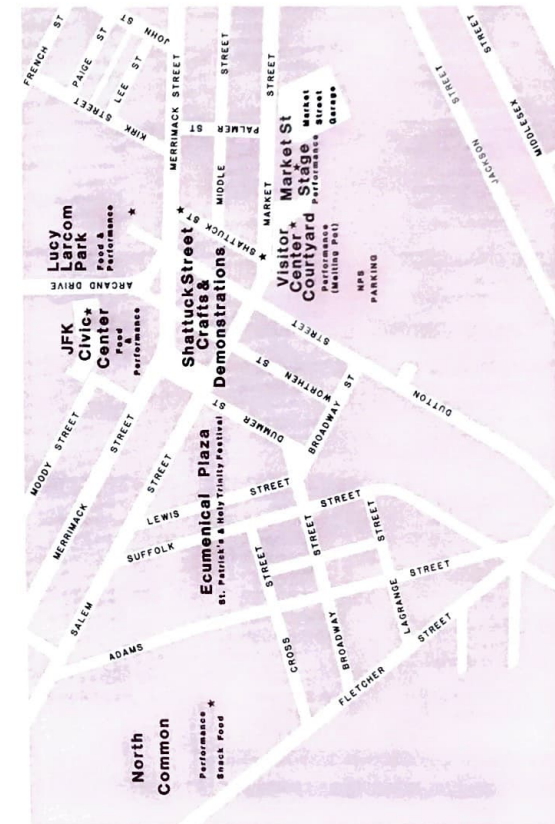 North
Common
Performance
Snack Food
Ecumenical Plaza
St. Patrick's & Holy Trinity Festival
JFK
Civic
Center
Food
&
Performance
Lucy
Larcom
Park
Food &
Performance
Shattuck Street
Crafts &
Demonstrations
Visitor
Center
Courtyard
Performance
(Melting Pot)
Market St
Stage
Performance
Market
Street
Garage
NPS
PARKING
FRENCH ST
PAIGE ST
LEE ST
JOHN ST
KIRK STREET
MERRIMACK STREET
PALMER ST
MIDDLE STREET
MARKET STREET
SHATTUCK ST
ARCAND DRIVE
JACKSON STREET
MIDDLESEX STREET
DUTTON STREET
WORTHEN ST
DUMMER ST
BROADWAY ST
MOODY STREET
MERRIMACK STREET
SALEM STREET
LEWIS STREET
SUFFOLK STREET
ADAMS STREET
CROSS STREET
BROADWAY STREET
LAGRANGE STREET
FLETCHER STREET